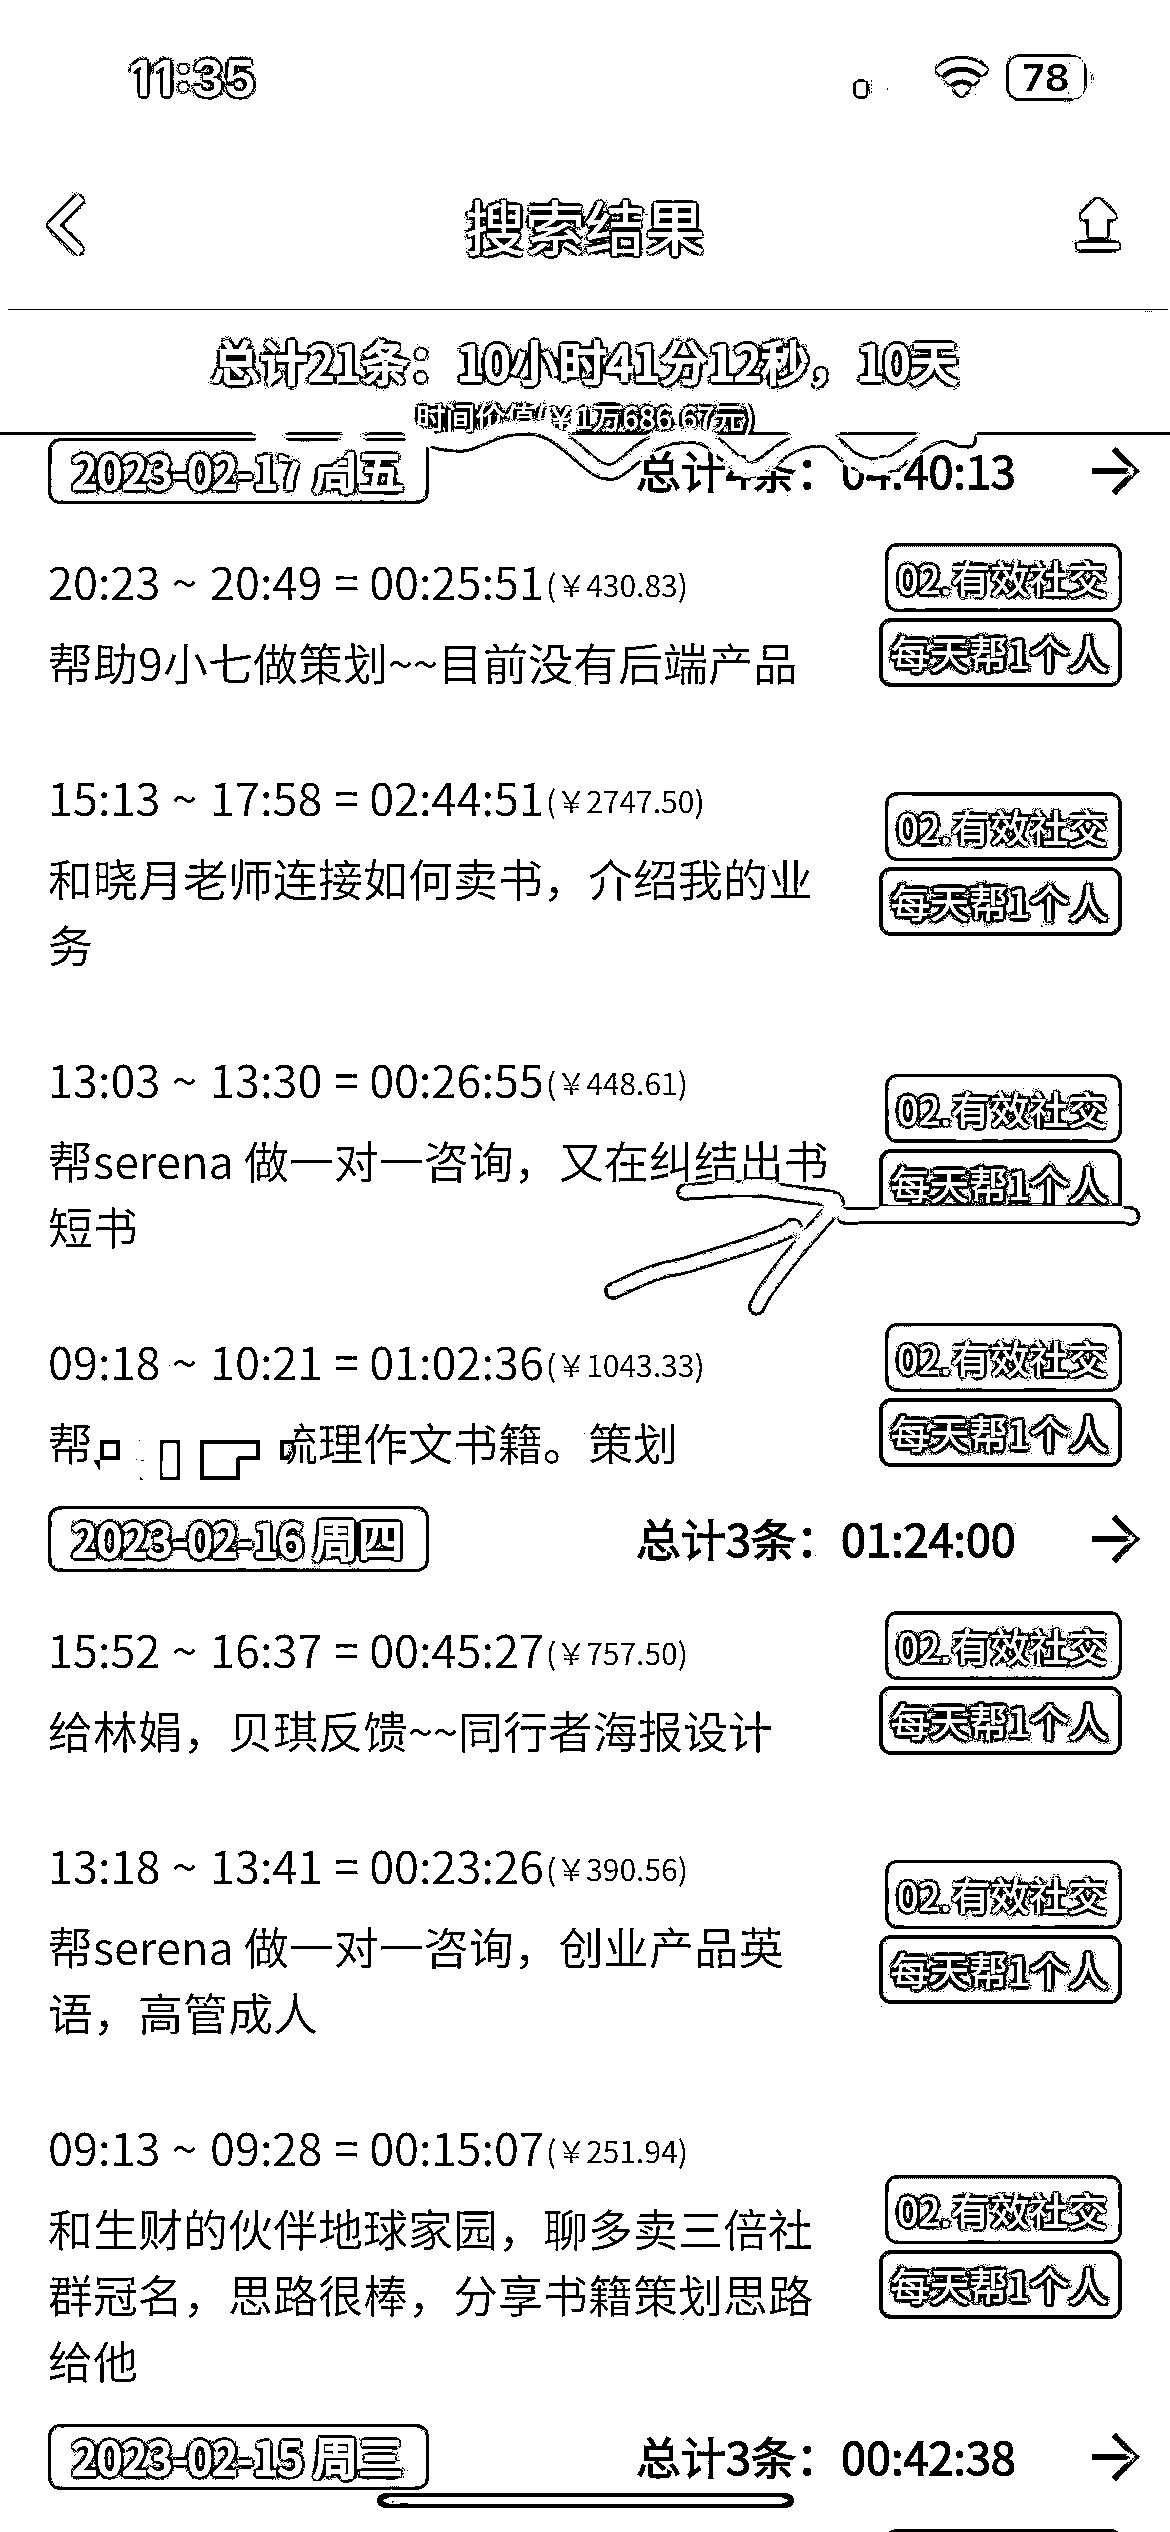 11:35
78
搜索结果
总计21条：10小时41分12秒，10天
时间价值(￥1万686.67元)
2023-02-17 周五 总计4条：04:40:13
20:23 ~ 20:49 = 00:25:51(￥430.83)
02.有效社交
帮助9小七做策划~~目前没有后端产品
每天帮1个人
15:13 ~ 17:58 = 02:44:51(￥2747.50)
02.有效社交
和晓月老师连接如何卖书，介绍我的业
务
每天帮1个人
13:03 ~ 13:30 = 00:26:55(￥448.61)
02.有效社交
帮serena 做一对一咨询，又在纠结出书
短书
每天帮1个人
09:18 ~ 10:21 = 01:02:36(￥1043.33)
02.有效社交
帮 梳理作文书籍。策划
每天帮1个人
2023-02-16 周四 总计3条：01:24:00
15:52 ~ 16:37 = 00:45:27(￥757.50)
02.有效社交
给林娟，贝琪反馈~~同行者海报设计
每天帮1个人
13:18 ~ 13:41 = 00:23:26(￥390.56)
02.有效社交
帮serena 做一对一咨询，创业产品英
语，高管成人
每天帮1个人
09:13 ~ 09:28 = 00:15:07(￥251.94)
02.有效社交
和生财的伙伴地球家园，聊多卖三倍社
群冠名，思路很棒，分享书籍策划思路
给他
每天帮1个人
2023-02-15 周三 总计3条：00:42:38